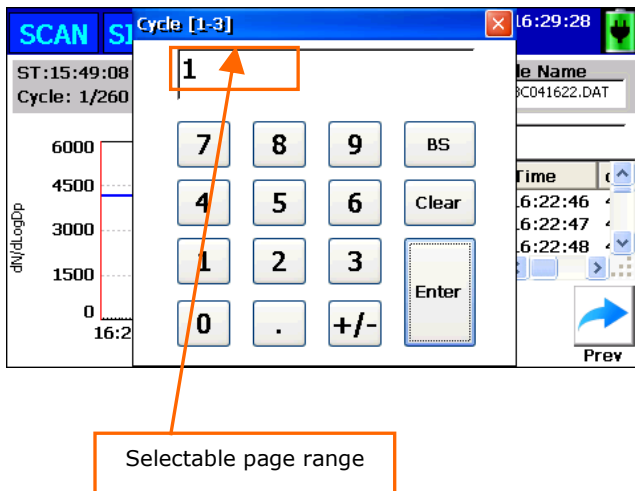 SCAN
Cycle [1-3]
16:29:28
ST:15:49:08
Cycle: 1/260
1
le Name
3C041622.DAT
7 8 9 BS
4 5 6 Clear
1 2 3
Enter
0 . +/-
dN/dLogDp
6000
4500
3000
1500
0
16:2
Time
16:22:46
16:22:47
16:22:48
Prev
Selectable page range